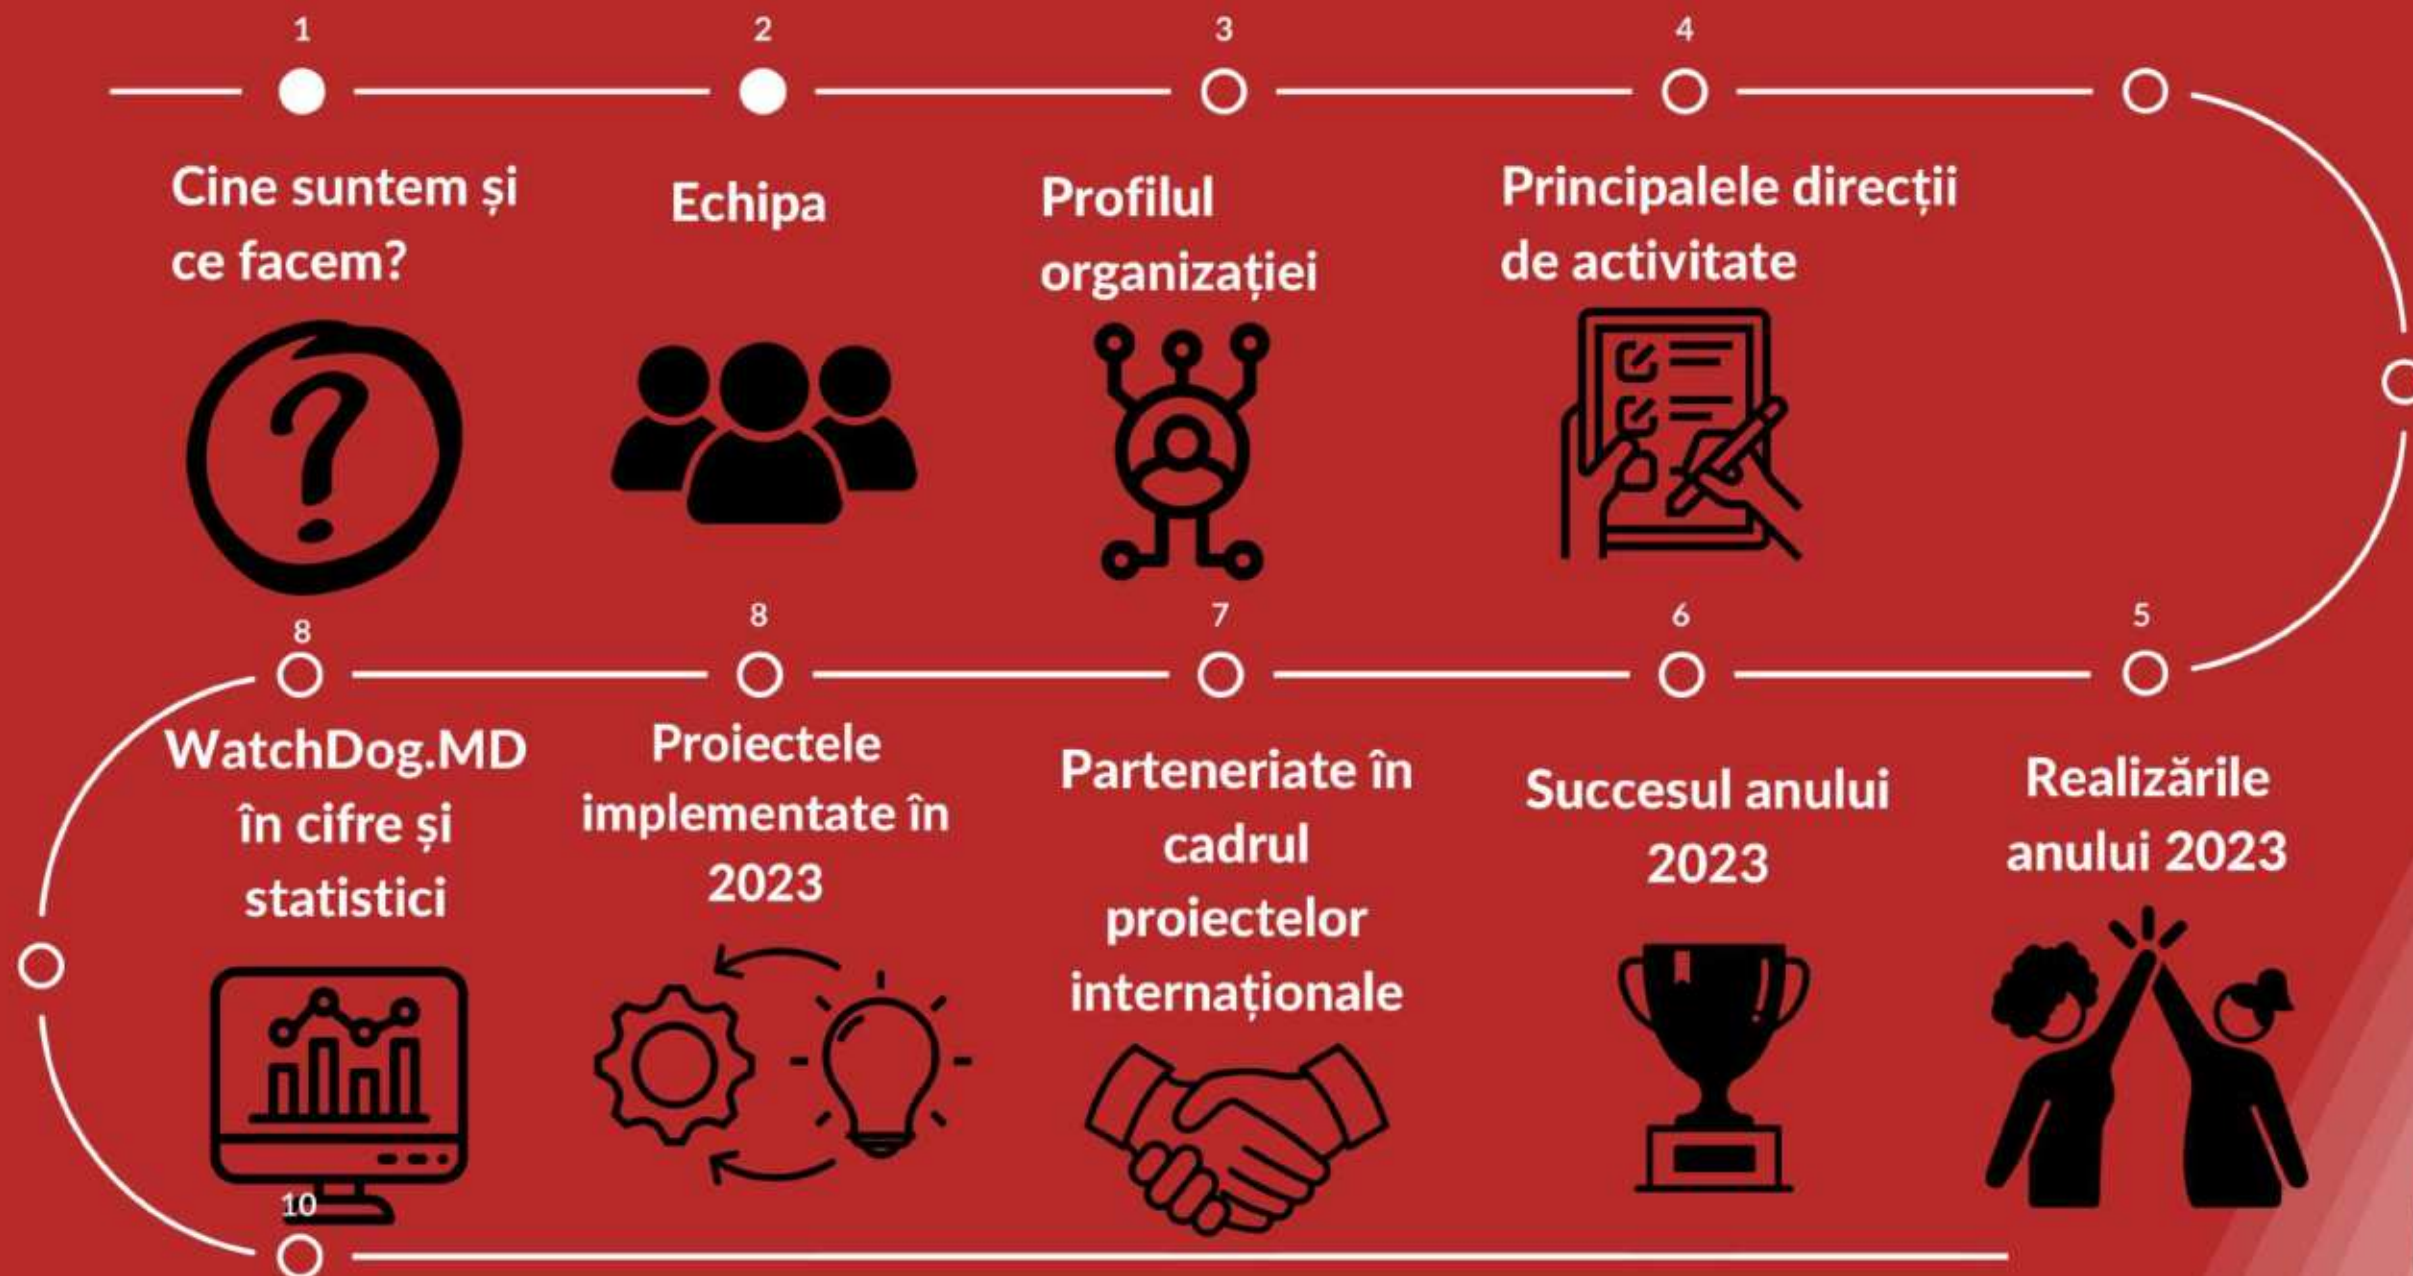 1
Cine suntem și
ce facem?
2
Echipa
3
Profilul
organizației
4
Principalele direcții
de activitate
5
Realizările
anului 2023
6
Succesul anului
2023
7
Parteneriate în
cadrul
proiectelor
internaționale
8
Proiectele
implementate în
2023
8
WatchDog.MD
în cifre și
statistici
10